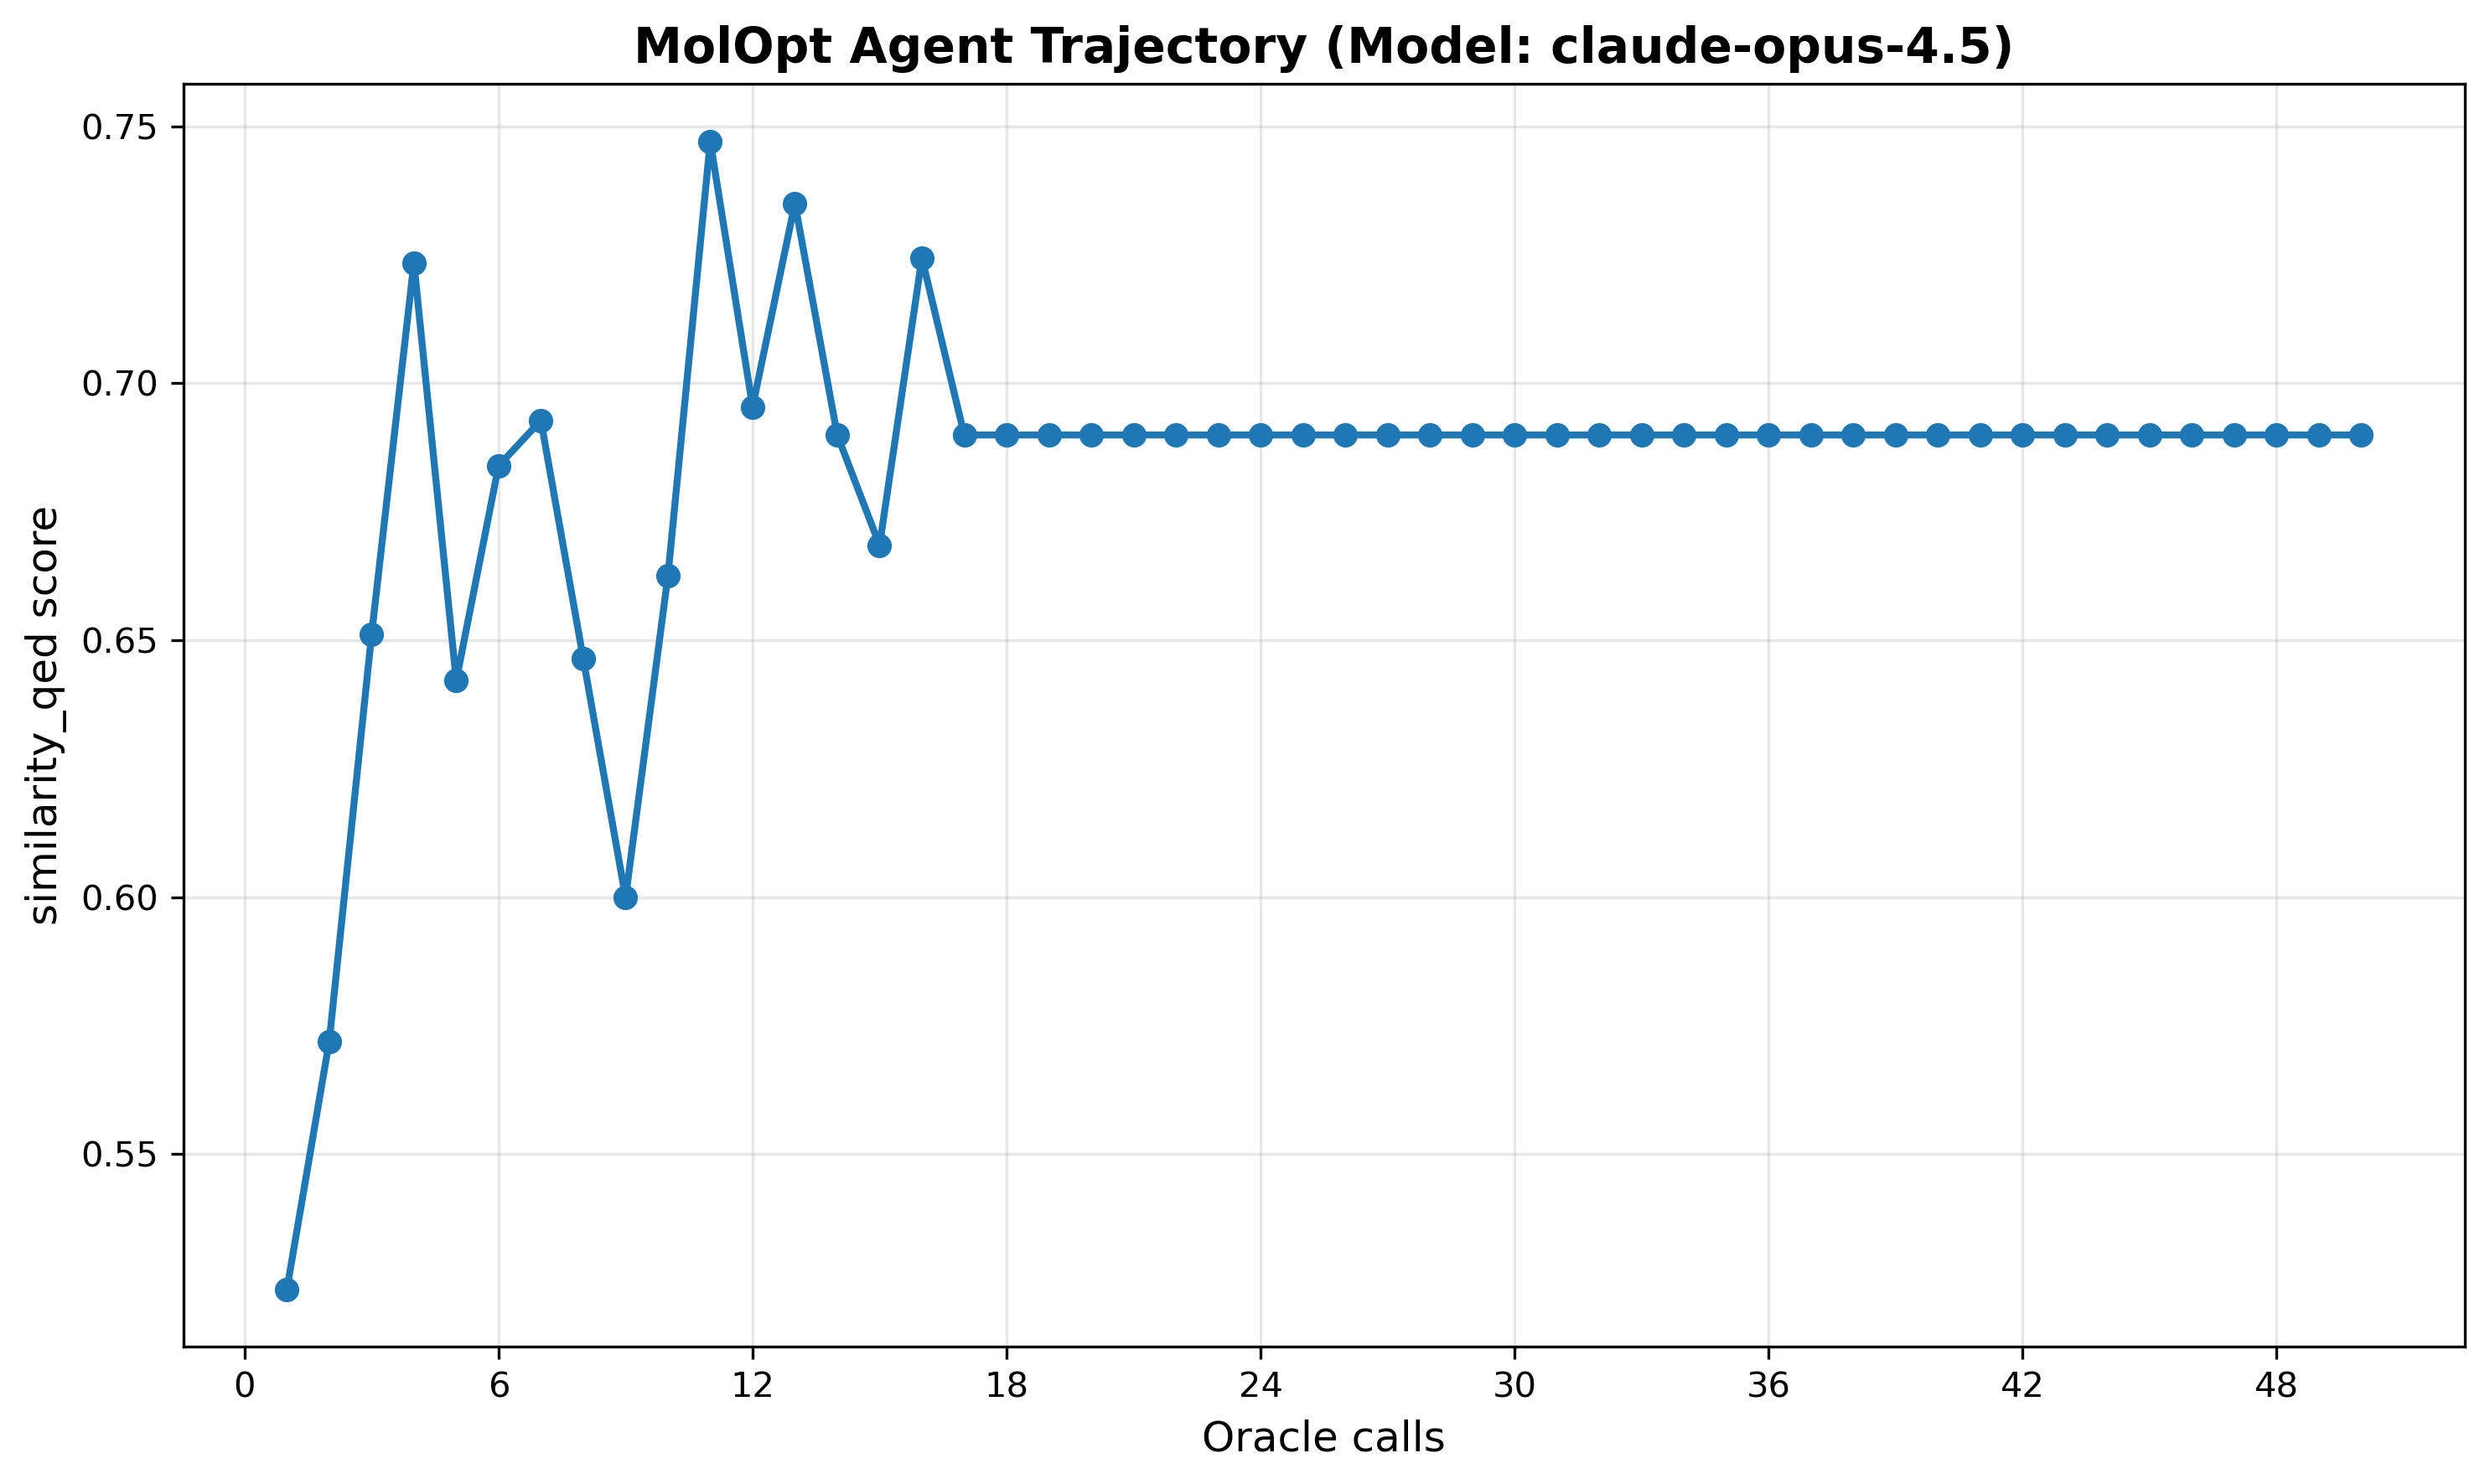 MolOpt Agent Trajectory (Model: claude-opus-4.5)
similarity_qed score
0.75
0.70
0.65
0.60
0.55
0 6 12 18 24 30 36 42 48
Oracle calls